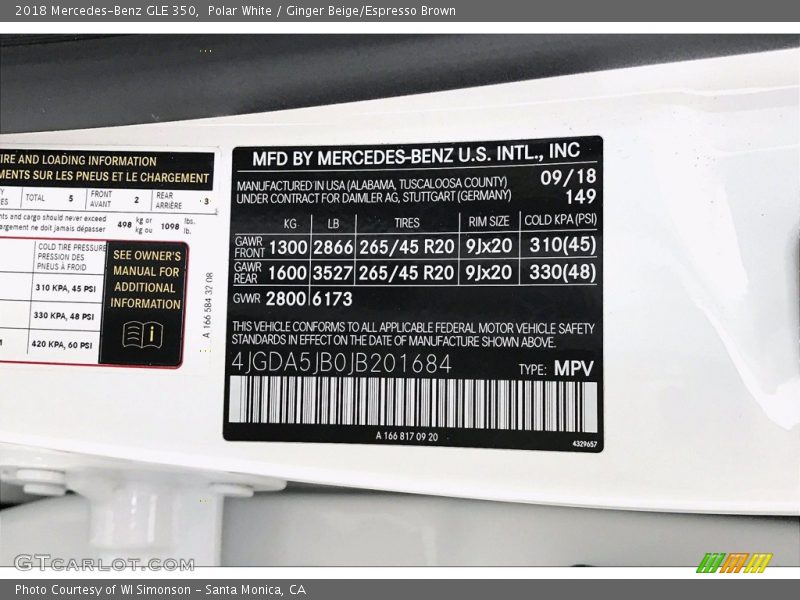 2018 Mercedes-Benz GLE 350,  Polar White / Ginger Beige/Espresso Brown
IRE AND LOADING INFORMATION
MENTS SUR LES PNEUS ET LE CHARGEMENT
TOTAL 5 FRONT AVANT 2 REAR ARRIÈRE 3
nts and cargo should never exceed
argement ne doit jamais dépasser
498 kg or kg ou 1098 lbs. lb.
COLD TIRE PRESSURE
PRESSION DES
PNEUS À FROID
310 KPA, 45 PSI
330 KPA, 48 PSI
420 KPA, 60 PSI
SEE OWNER'S
MANUAL FOR
ADDITIONAL
INFORMATION
i
A 166 584 32 08
MFD BY MERCEDES-BENZ U.S. INTL., INC
MANUFACTURED IN USA (ALABAMA, TUSCALOOSA COUNTY) 09/18
UNDER CONTRACT FOR DAIMLER AG, STUTTGART (GERMANY) 149
KG LB TIRES RIM SIZE COLD KPA (PSI)
GAWR FRONT 1300 2866 265/45 R20 9Jx20 310(45)
GAWR REAR 1600 3527 265/45 R20 9Jx20 330(48)
GVWR 2800 6173
THIS VEHICLE CONFORMS TO ALL APPLICABLE FEDERAL MOTOR VEHICLE SAFETY
STANDARDS IN EFFECT ON THE DATE OF MANUFACTURE SHOWN ABOVE.
4JGDA5JB0JB201684 TYPE: MPV
A 166 817 09 20
4329657
GTCARLOT.COM
Photo Courtesy of WI Simonson - Santa Monica, CA